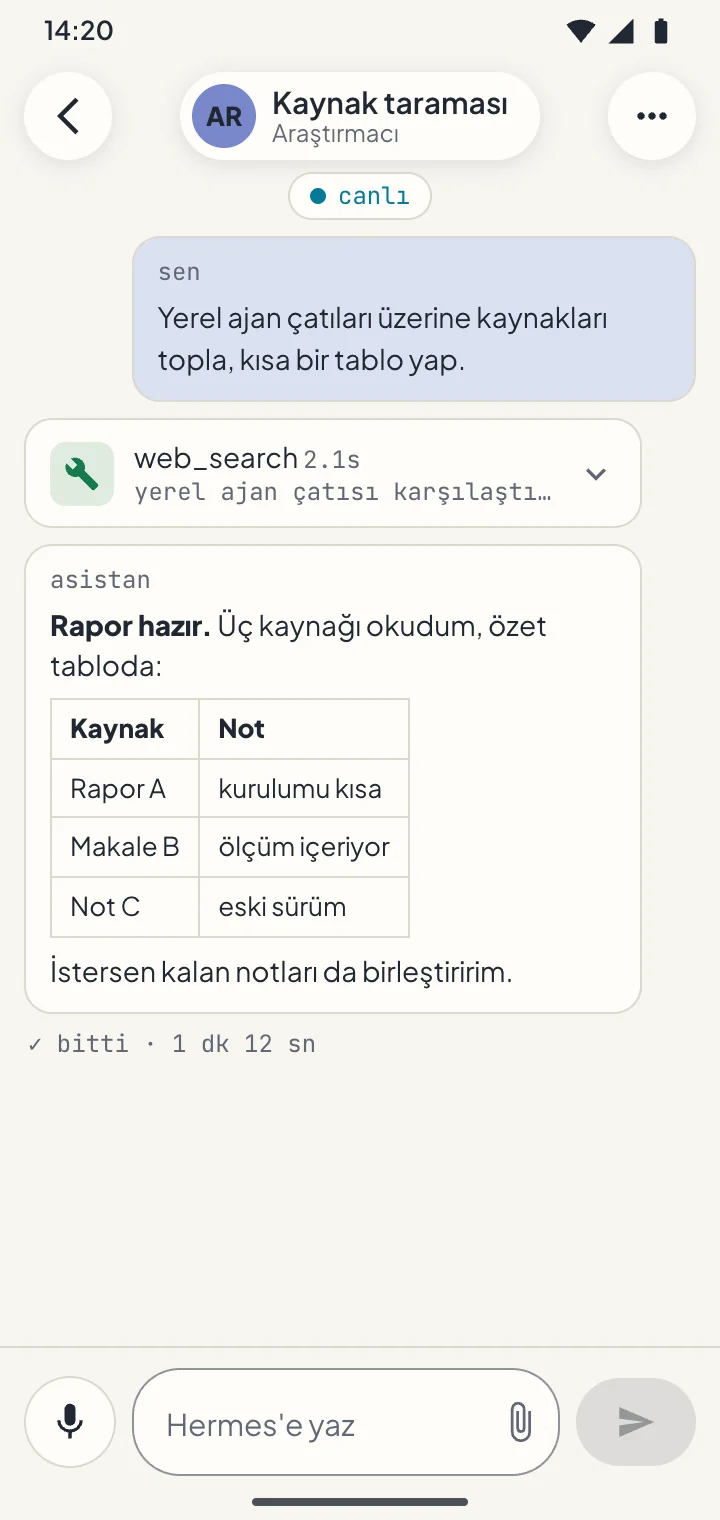 14:20
AR
Kaynak taraması
Araştırmacı
canlı
sen
Yerel ajan çatıları üzerine kaynakları
topla, kısa bir tablo yap.
web_search 2.1s
yerel ajan çatısı karşılaştı…
asistan
Rapor hazır. Üç kaynağı okudum, özet
tabloda:
Kaynak Not
Rapor A kurulumu kısa
Makale B ölçüm içeriyor
Not C eski sürüm
İstersen kalan notları da birleştiririm.
✓ bitti · 1 dk 12 sn
Hermes'e yaz